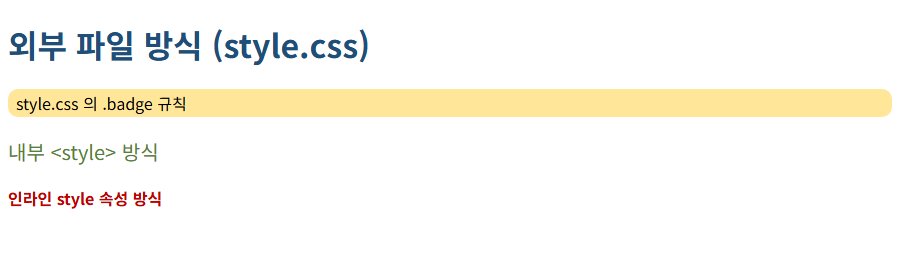 외부 파일 방식 (style.css)
style.css 의 .badge 규칙
내부 <style> 방식
인라인 style 속성 방식